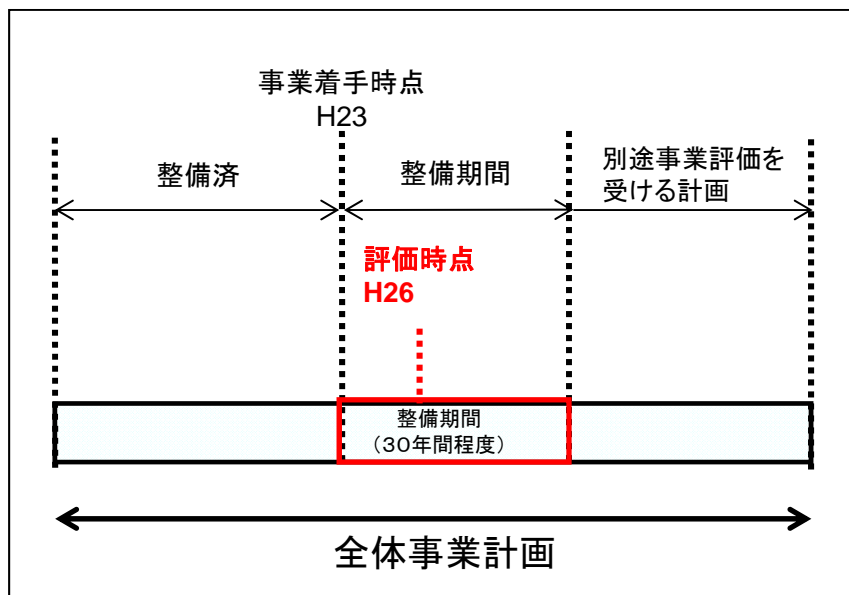 事業着手時点
H23
整備済
整備期間
別途事業評価を
受ける計画
評価時点
H26
整備期間
（30年間程度）
全体事業計画